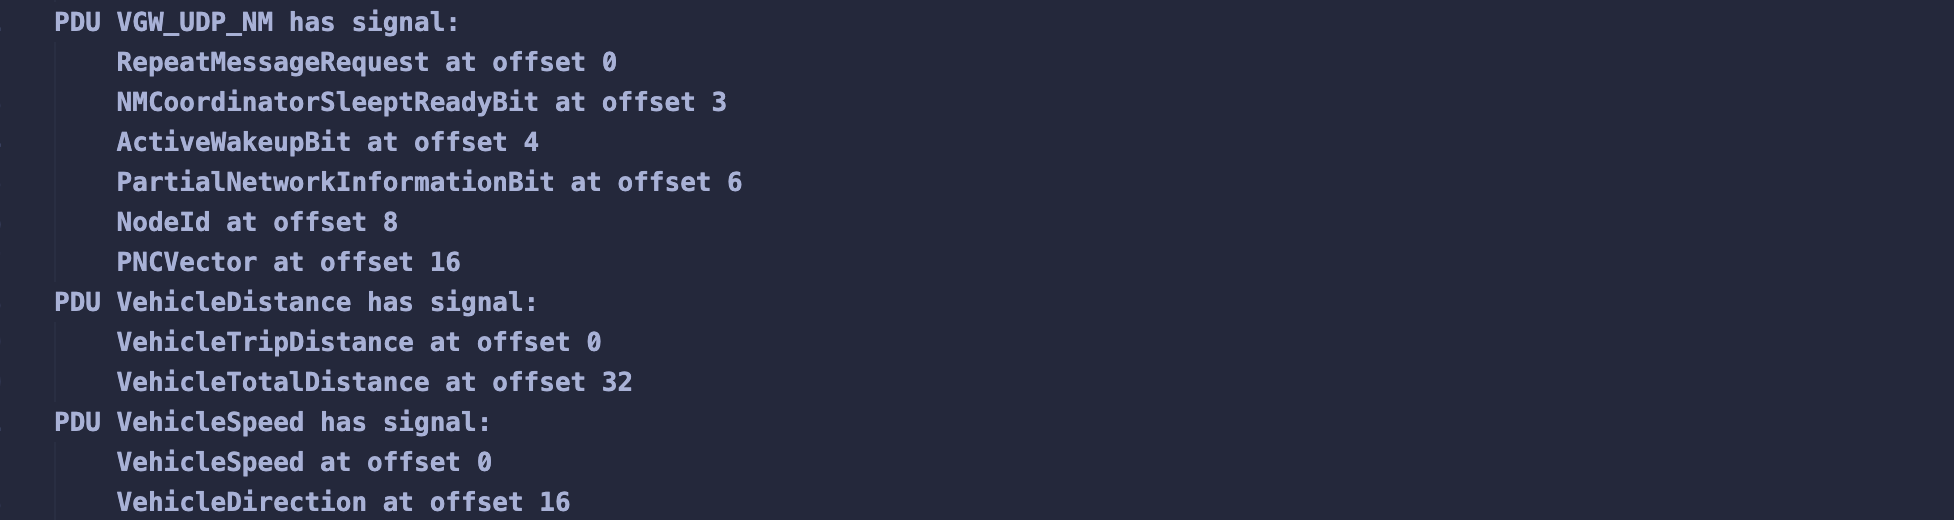 PDU VGW_UDP_NM has signal:
RepeatMessageRequest at offset 0
NMCoordinatorSleeptReadyBit at offset 3
ActiveWakeupBit at offset 4
PartialNetworkInformationBit at offset 6
NodeId at offset 8
PNCVector at offset 16
PDU VehicleDistance has signal:
VehicleTripDistance at offset 0
VehicleTotalDistance at offset 32
PDU VehicleSpeed has signal:
VehicleSpeed at offset 0
VehicleDirection at offset 16